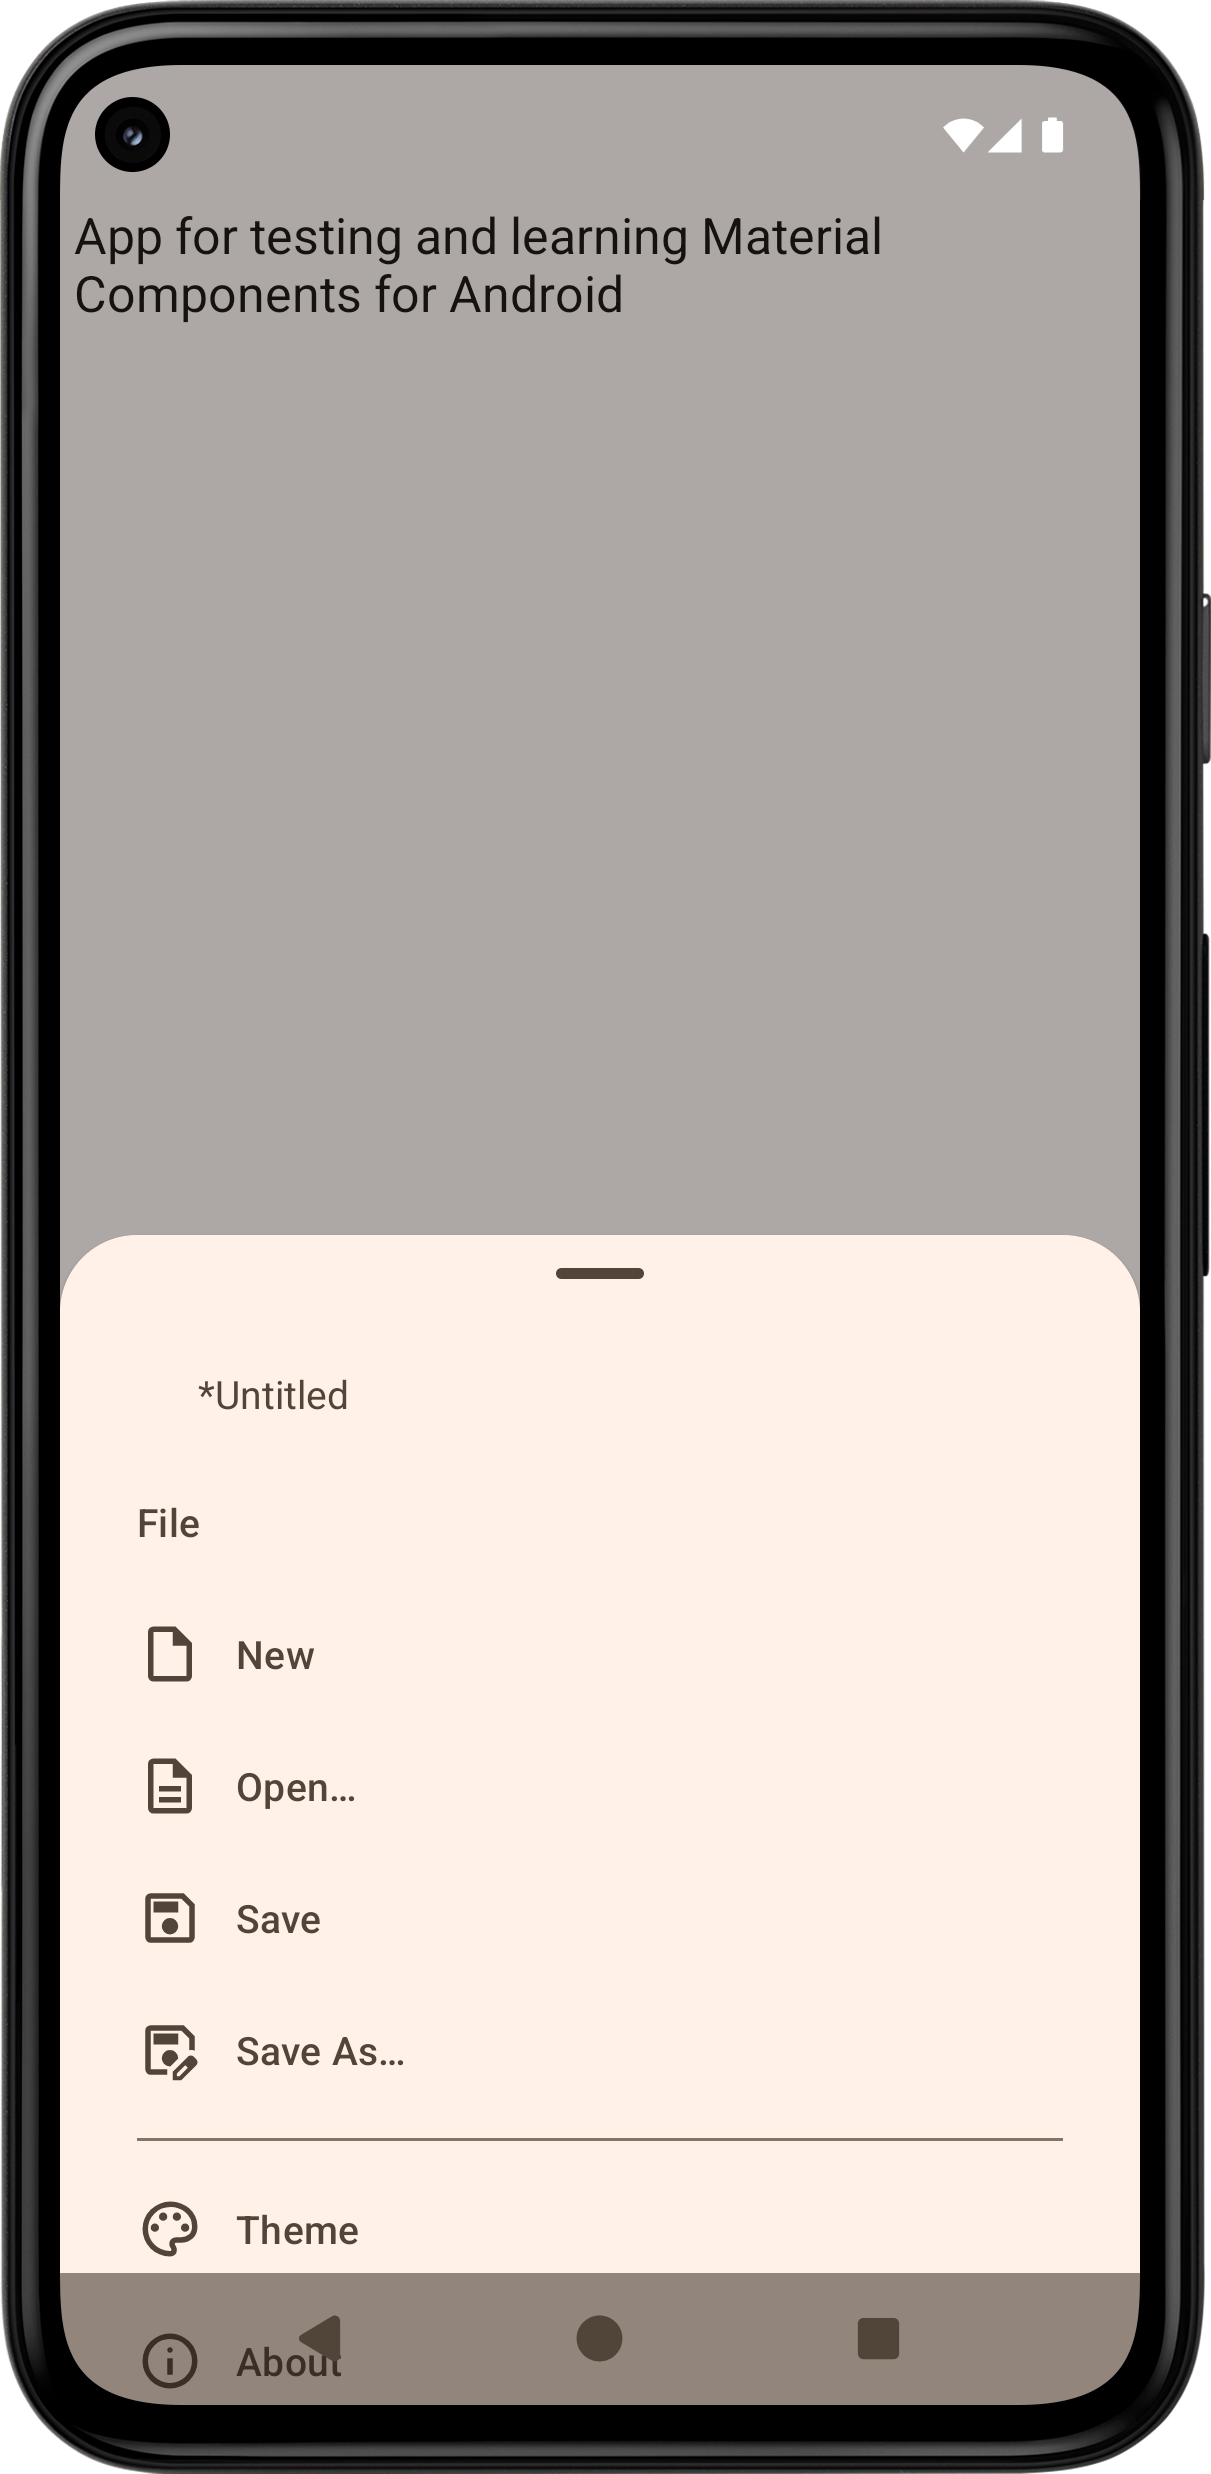 App for testing and learning Material
Components for Android
*Untitled
File
New
Open…
Save
Save As…
Theme
About